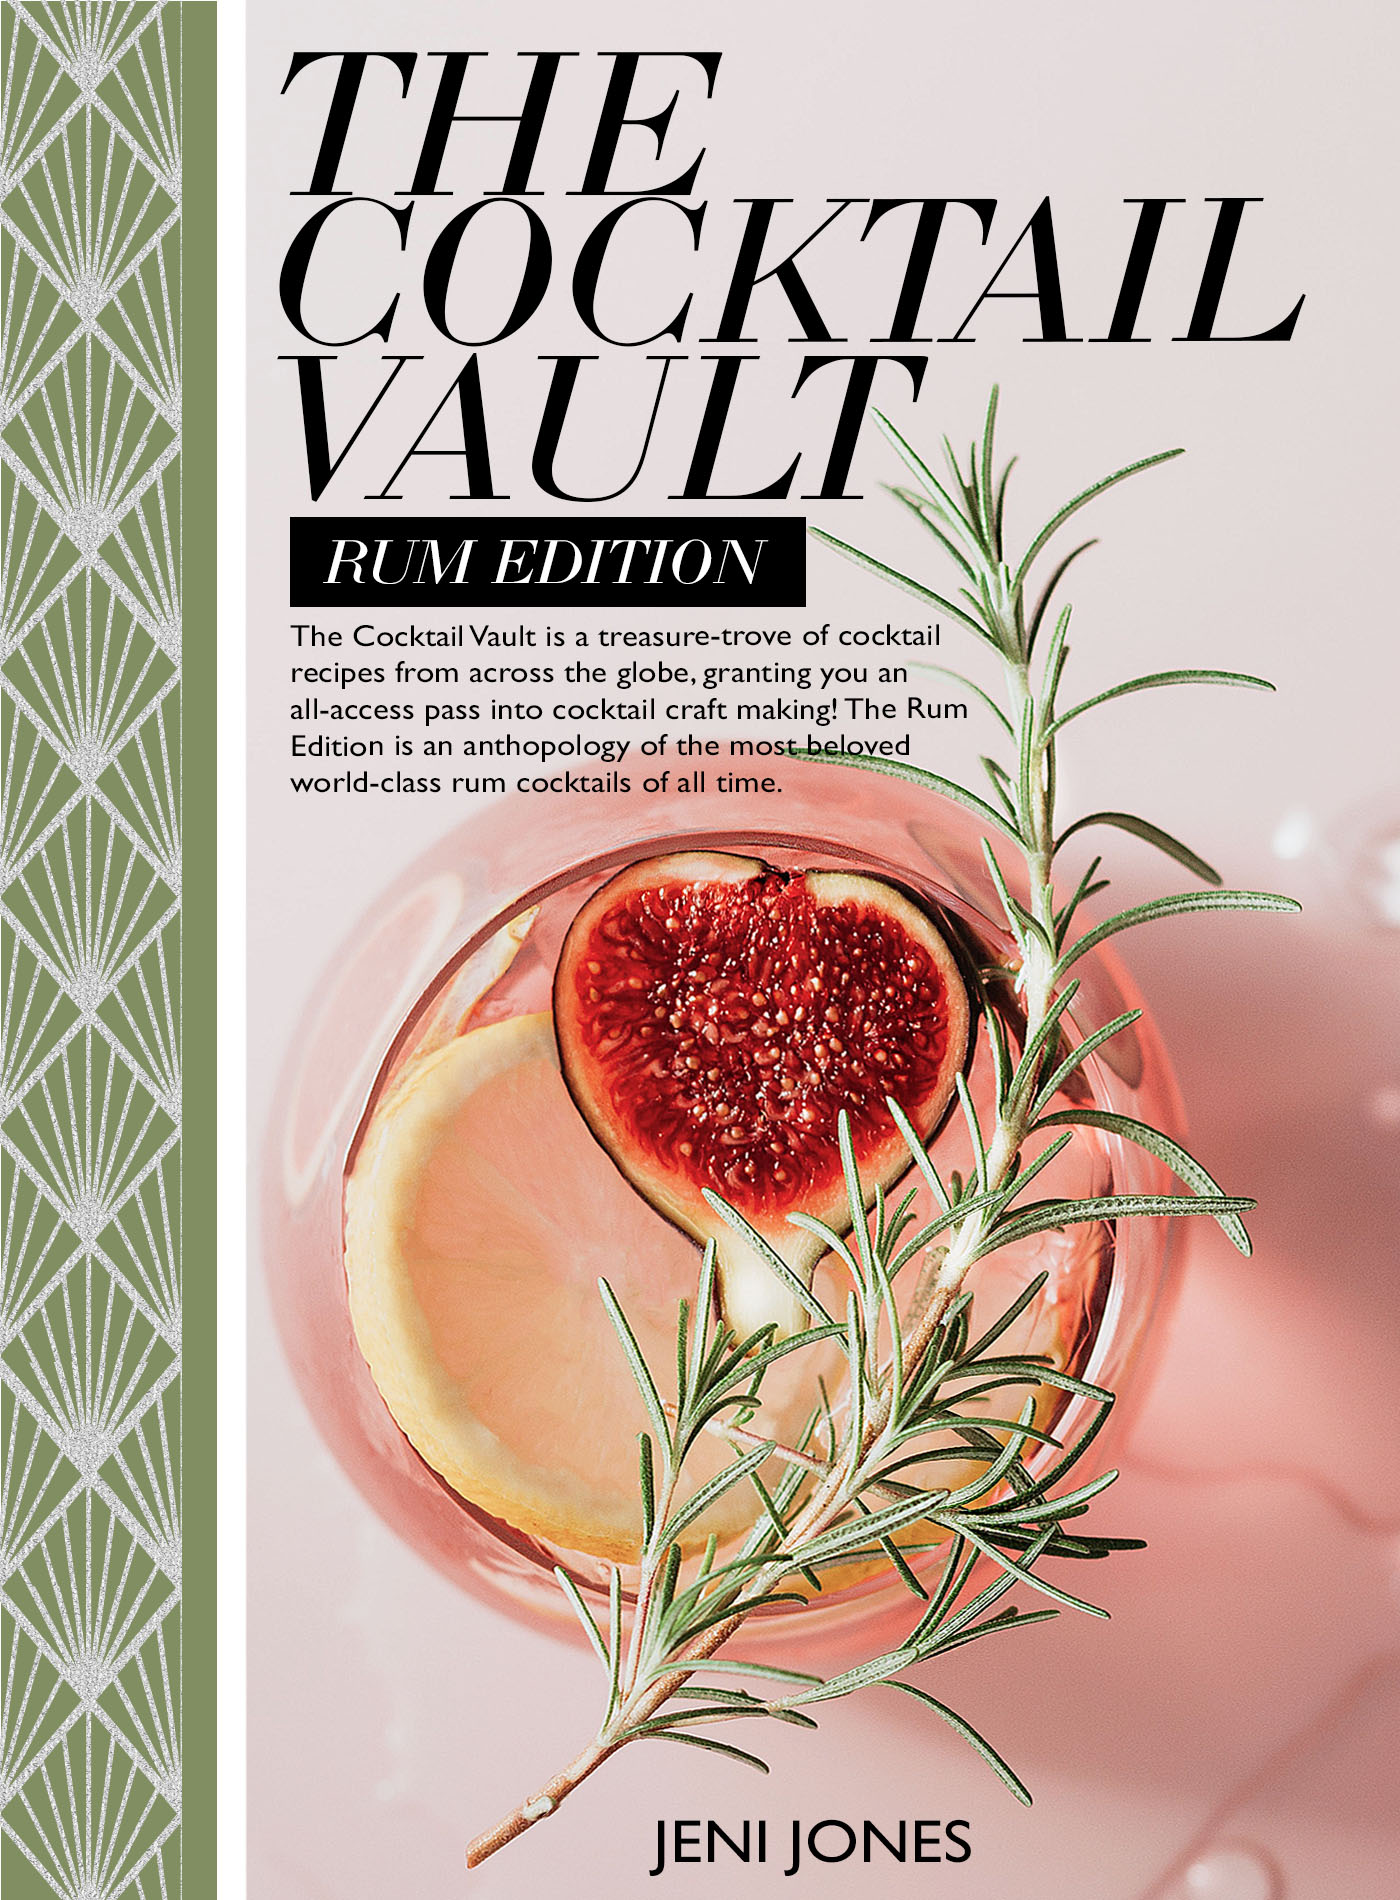 THE
COCKTAIL
VAULT
RUM EDITION
The Cocktail Vault is a treasure-trove of cocktail
recipes from across the globe, granting you an
all-access pass into cocktail craft making! The Rum
Edition is an anthopology of the most beloved
world-class rum cocktails of all time.
JENI JONES